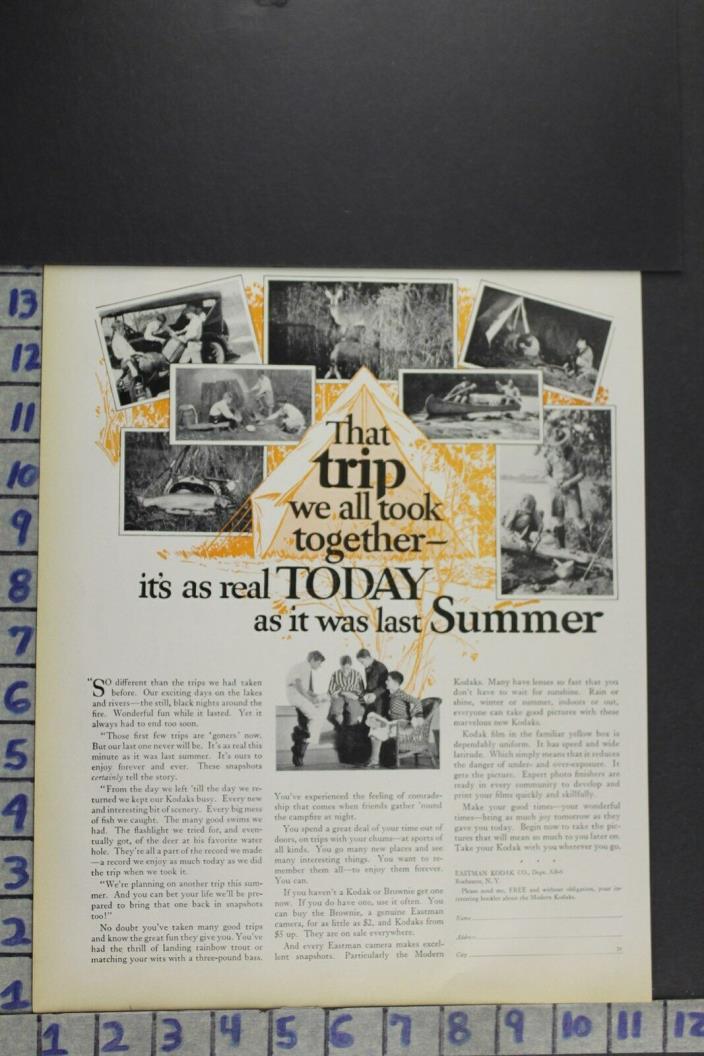 That
trip
we all took
together—
it's as real TODAY
as it was last Summer
"SO different than the trips we had taken
before. Our exciting days on the lakes
and rivers—the still, black nights around the
fire. Wonderful fun while it lasted. Yet it
always had to end too soon.
"Those first few trips are 'goners' now.
But our last one never will be. It's as real this
minute as it was last summer. It's ours to
enjoy forever and ever. These snapshots
certainly tell the story.
"From the day we left 'till the day we re-
turned we kept our Kodaks busy. Every new
and interesting bit of scenery. Every big mess
of fish we caught. The many good swims we
had. The flashlight we tried for, and even-
tually got, of the deer at his favorite water
hole. They're all a part of the record we made
—a record we enjoy as much today as we did
the trip when we took it.
"We're planning on another trip this sum-
mer. And you can bet your life we'll be pre-
pared to bring that one back in snapshots
too!"
No doubt you've taken many good trips
and know the great fun they give you. You've
had the thrill of landing rainbow trout or
matching your wits with a three-pound bass.
You've experienced the feeling of comrade-
ship that comes when friends gather 'round
the campfire at night.
You spend a great deal of your time out of
doors, on trips with your chums—at sports of
all kinds. You go many new places and see
many interesting things. You want to re-
member them all—to enjoy them forever.
You can.
If you haven't a Kodak or Brownie get one
now. If you do have one, use it often. You
can buy the Brownie, a genuine Eastman
camera, for as little as $2, and Kodaks from
$5 up. They are on sale everywhere.
And every Eastman camera makes excel-
lent snapshots. Particularly the Modern
Kodaks. Many have lenses so fast that you
don't have to wait for sunshine. Rain or
shine, winter or summer, indoors or out,
everyone can take good pictures with these
marvelous new Kodaks.
Kodak film in the familiar yellow box is
dependably uniform. It has speed and wide
latitude. Which simply means that it reduces
the danger of under- and over-exposure. It
gets the picture. Expert photo finishers are
ready in every community to develop and
print your films quickly and skillfully.
Make your good times—your wonderful
times—bring as much joy tomorrow as they
gave you today. Begin now to take the pic-
tures that will mean so much to you later on.
Take your Kodak with you wherever you go.
EASTMAN KODAK CO., Dept. AB-6
Rochester, N. Y.
Please send me, FREE and without obligation, your in-
teresting booklet about the Modern Kodaks.
Name
Address
City
13
12
11
10
9
8
7
6
5
4
3
2
1
1 2 3 4 5 6 7 8 9 10 11 12